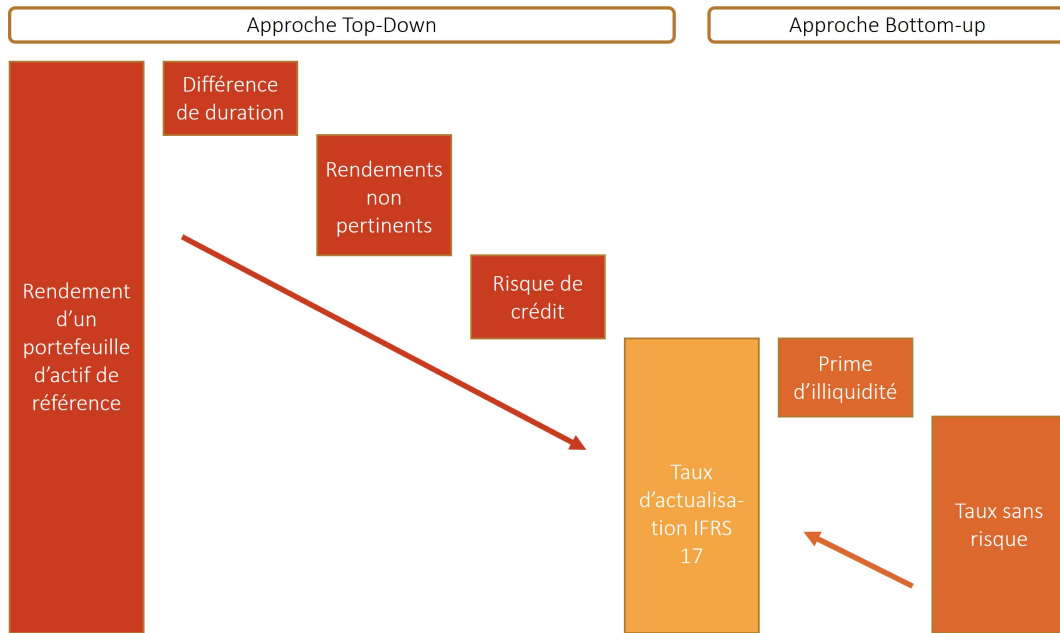 Approche Top-Down
Approche Bottom-up
Différence
de duration
Rendements
non
pertinents
Risque de
crédit
Rendement
d’un
portefeuille
d’actif de
référence
Prime
d’illiquidité
Taux
d’actualisa-
tion IFRS
17
Taux sans
risque